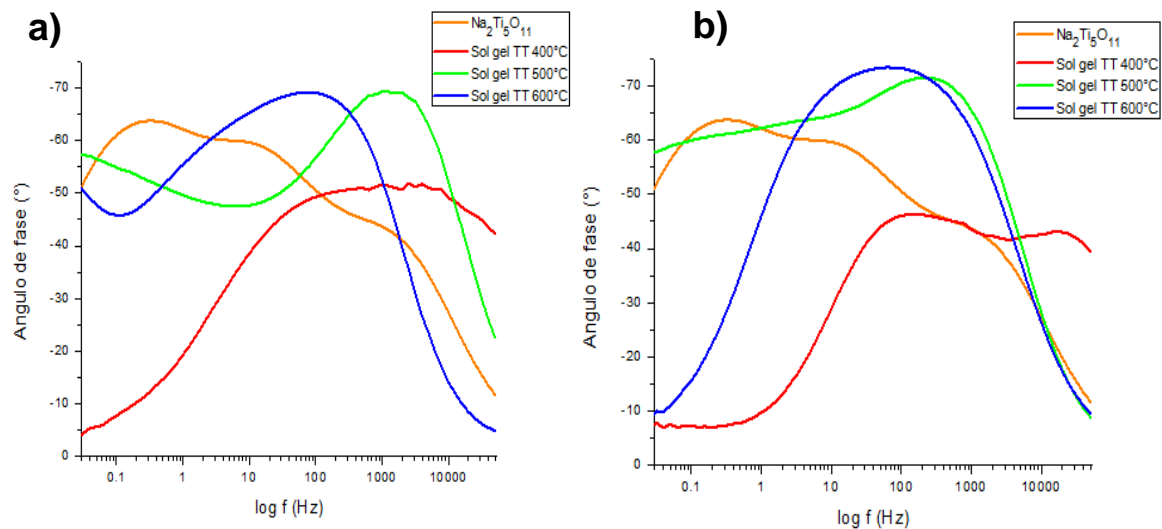 a)
Na2Ti5O11
Sol gel TT 400°C
Sol gel TT 500°C
Sol gel TT 600°C
-70
-60
-50
-40
-30
-20
-10
0
Angulo de fase (°)
0.1 1 10 100 1000 10000
log f (Hz)
b)
Na2Ti5O11
Sol gel TT 400°C
Sol gel TT 500°C
Sol gel TT 600°C
-70
-60
-50
-40
-30
-20
-10
0
Angulo de fase (°)
0.1 1 10 100 1000 10000
log f (Hz)